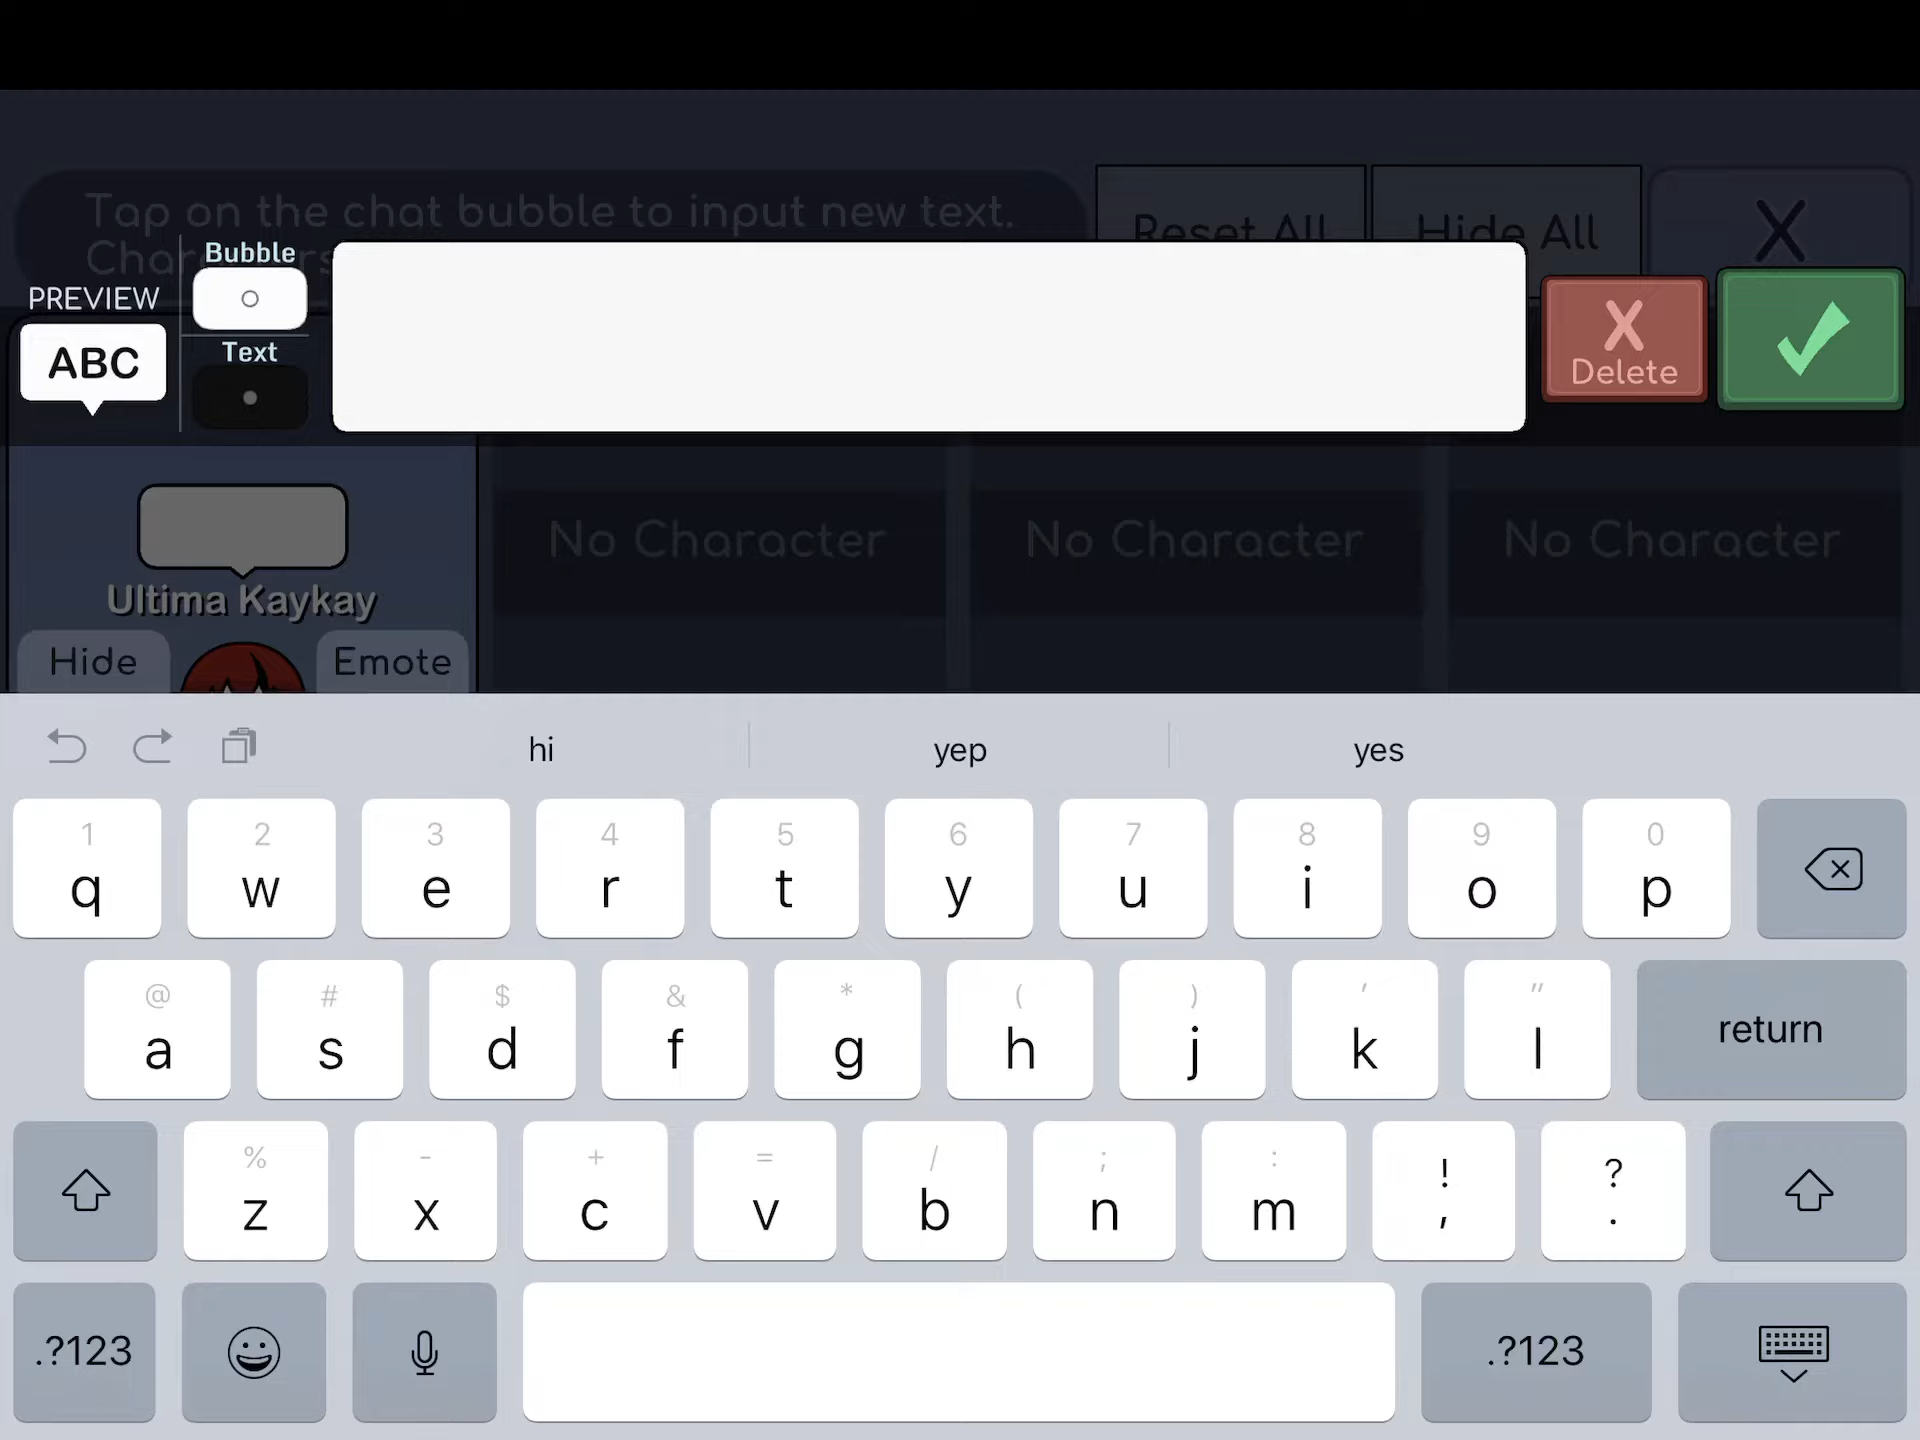 Tap on the chat bubble to input new text.
Characters
Reset All
Hide All
X
PREVIEW
ABC
Bubble
Text
X
Delete
Ultima Kaykay
Hide
Emote
No Character
No Character
No Character
hi
yep
yes
1 2 3 4 5 6 7 8 9 0
q w e r t y u i o p
@ # $ & * ( ) ' "
a s d f g h j k l
return
% - + = / ; : ! ?
z x c v b n m , .
.?123
.?123